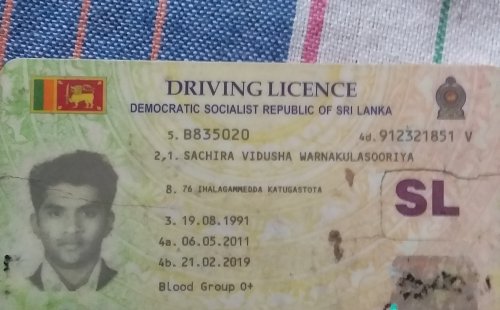 DRIVING LICENCE
DEMOCRATIC SOCIALIST REPUBLIC OF SRI LANKA
5. B835020 4d. 912321851 V
2,1. SACHIRA VIDUSHA WARNAKULASOORIYA
8. 76 IHALAGAMMEDDA KATUGASTOTA
SL
3. 19.08.1991
4a. 06.05.2011
4b. 21.02.2019
Blood Group O+